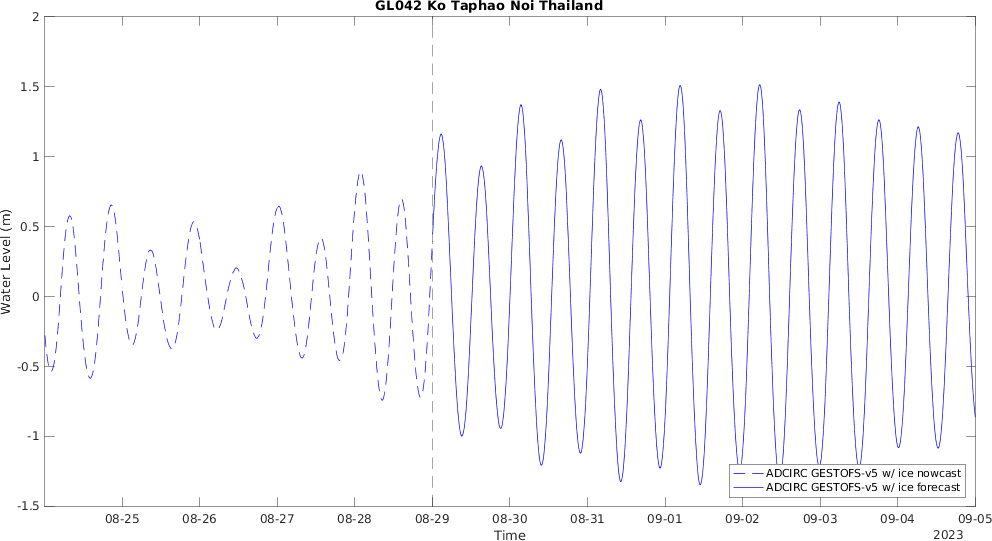 GL042 Ko Taphao Noi Thailand
Water Level (m)
2
1.5
1
0.5
0
-0.5
-1
-1.5
ADCIRC GESTOFS-v5 w/ ice nowcast
ADCIRC GESTOFS-v5 w/ ice forecast
08-25 08-26 08-27 08-28 08-29 08-30 08-31 09-01 09-02 09-03 09-04 09-05
Time
2023